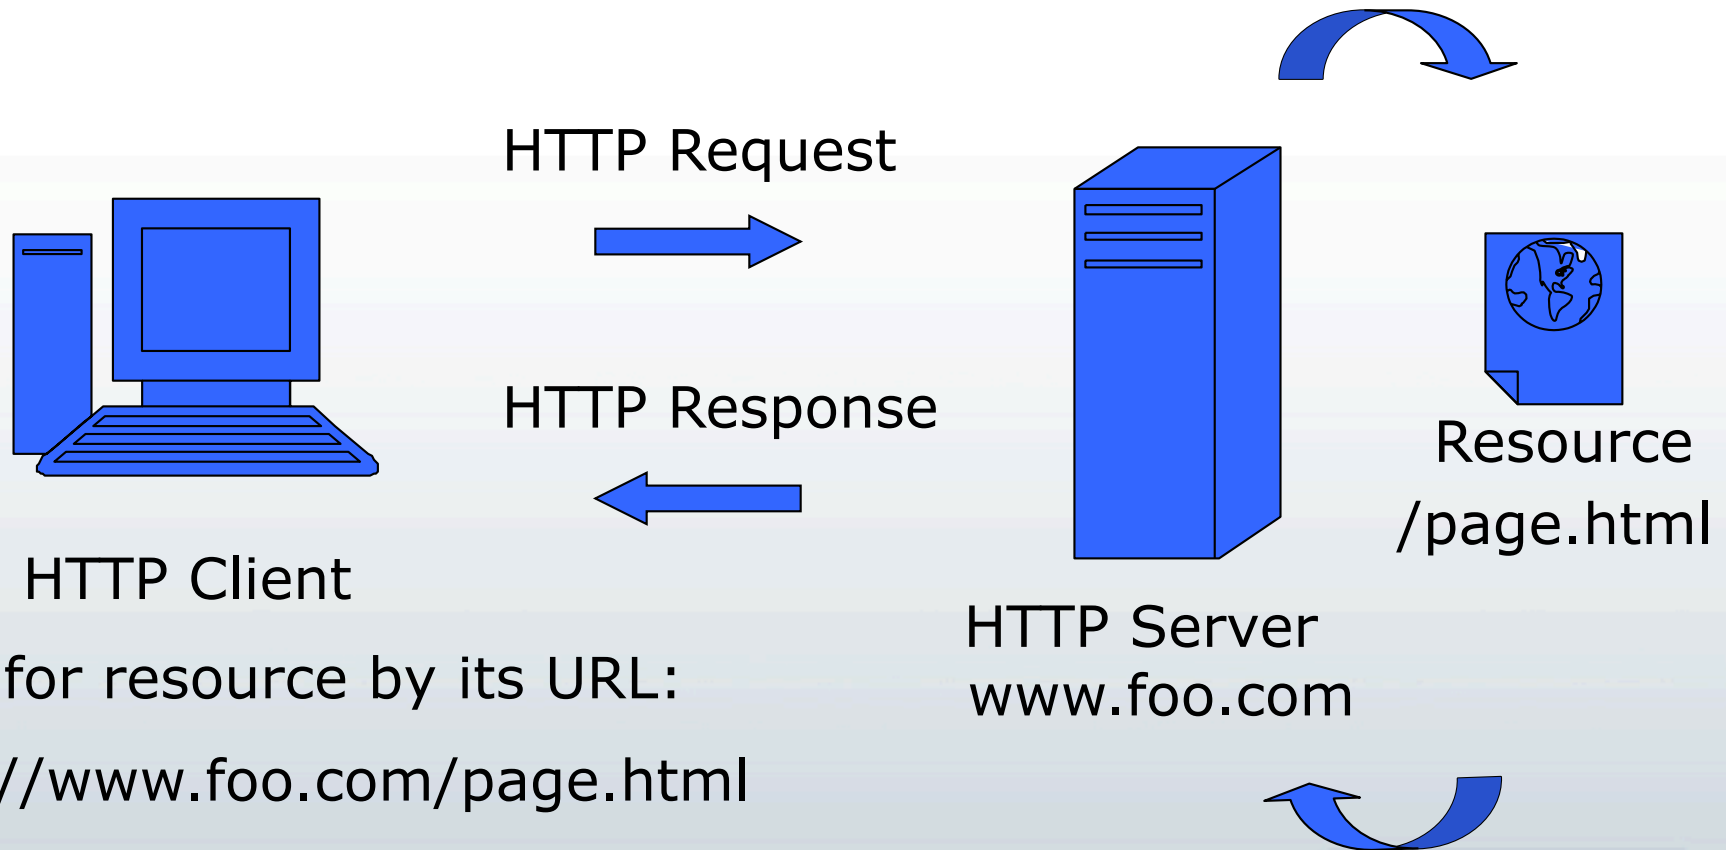 HTTP Request
HTTP Response
HTTP Client
for resource by its URL:
//www.foo.com/page.html
HTTP Server
www.foo.com
Resource
/page.html